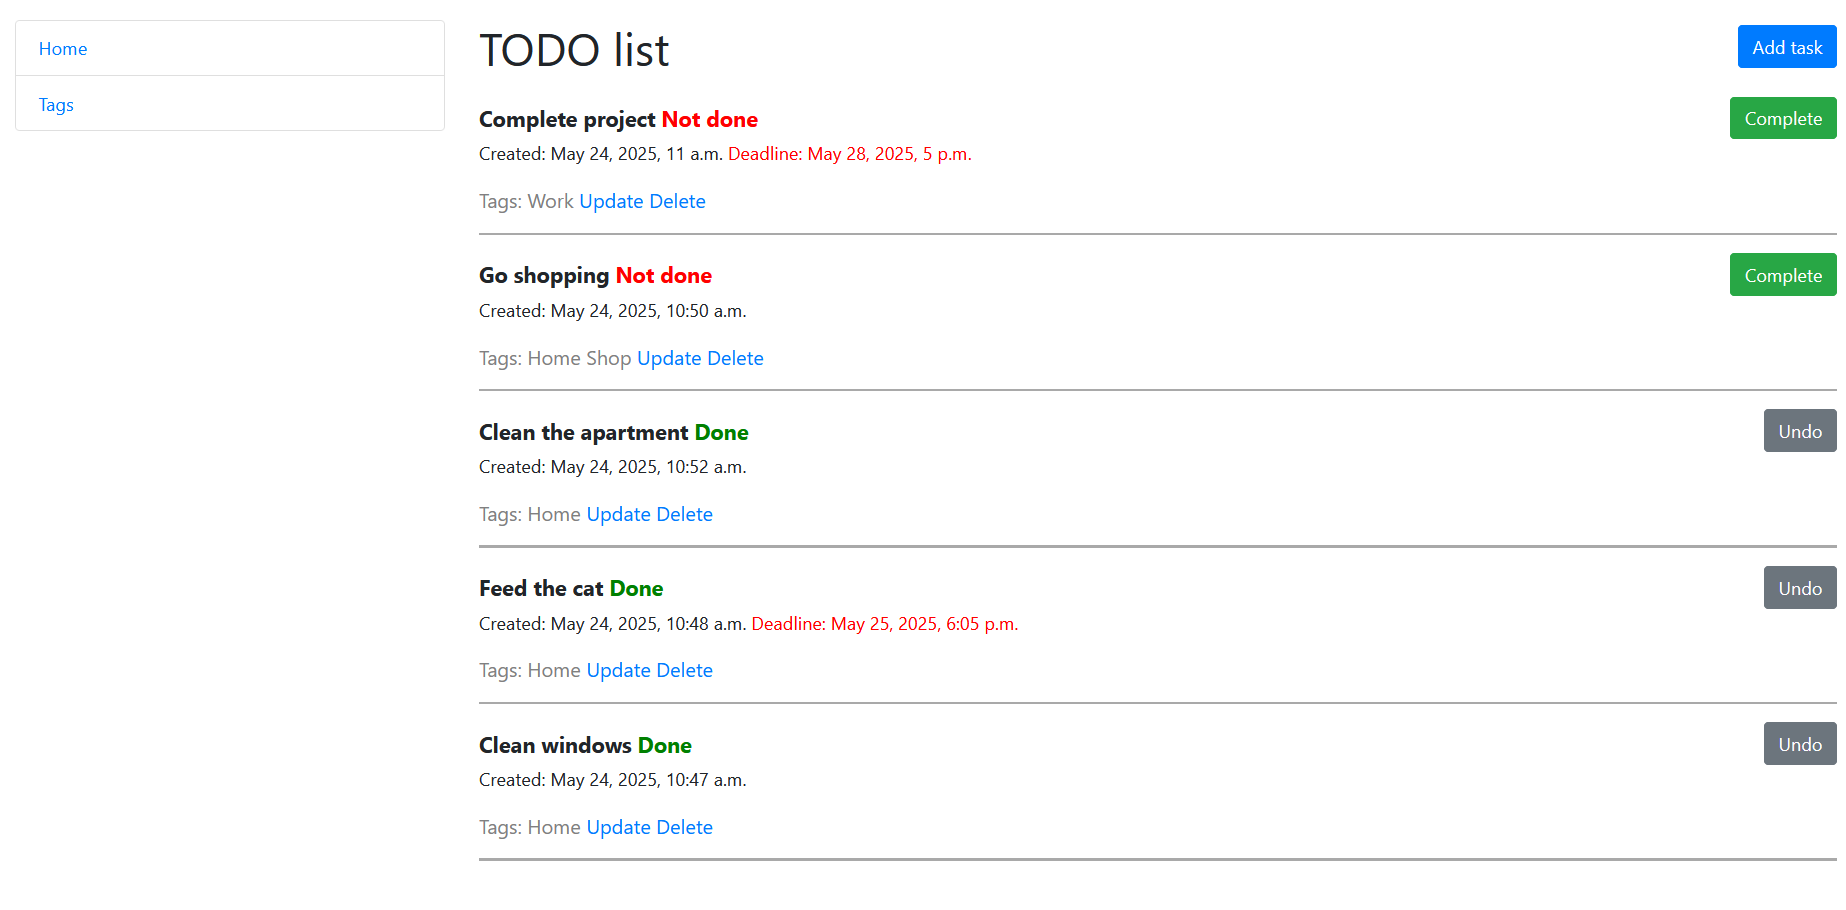 Home
Tags
TODO list
Add task
Complete project Not done
Complete
Created: May 24, 2025, 11 a.m. Deadline: May 28, 2025, 5 p.m.
Tags: Work Update Delete
Go shopping Not done
Complete
Created: May 24, 2025, 10:50 a.m.
Tags: Home Shop Update Delete
Clean the apartment Done
Undo
Created: May 24, 2025, 10:52 a.m.
Tags: Home Update Delete
Feed the cat Done
Undo
Created: May 24, 2025, 10:48 a.m. Deadline: May 25, 2025, 6:05 p.m.
Tags: Home Update Delete
Clean windows Done
Undo
Created: May 24, 2025, 10:47 a.m.
Tags: Home Update Delete